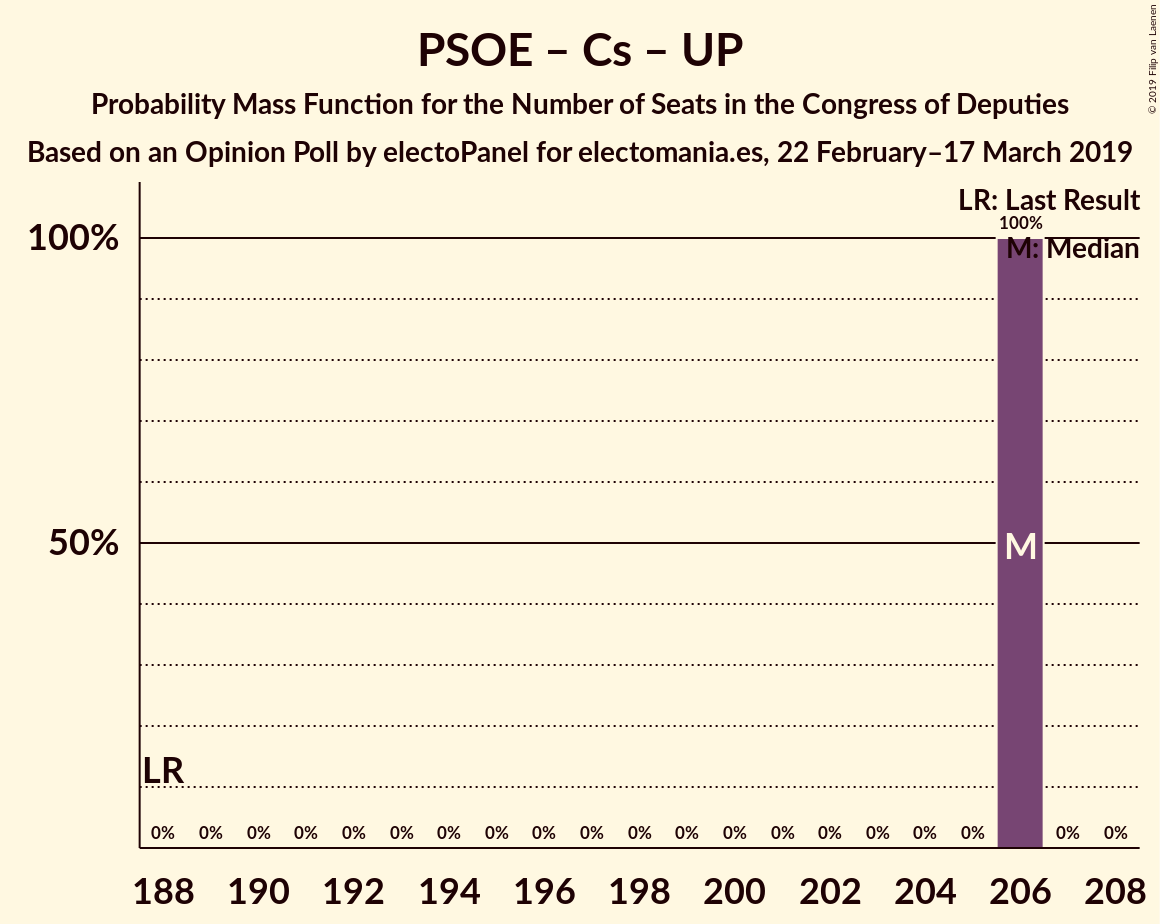 PSOE – Cs – UP
Probability Mass Function for the Number of Seats in the Congress of Deputies
Based on an Opinion Poll by electoPanel for electomania.es, 22 February–17 March 2019
© 2019 Filip van Laenen
LR: Last Result
100%
M: Median
100%
50%
M
LR
0% 0% 0% 0% 0% 0% 0% 0% 0% 0% 0% 0% 0% 0% 0% 0% 0% 0% 0% 0%
188 190 192 194 196 198 200 202 204 206 208